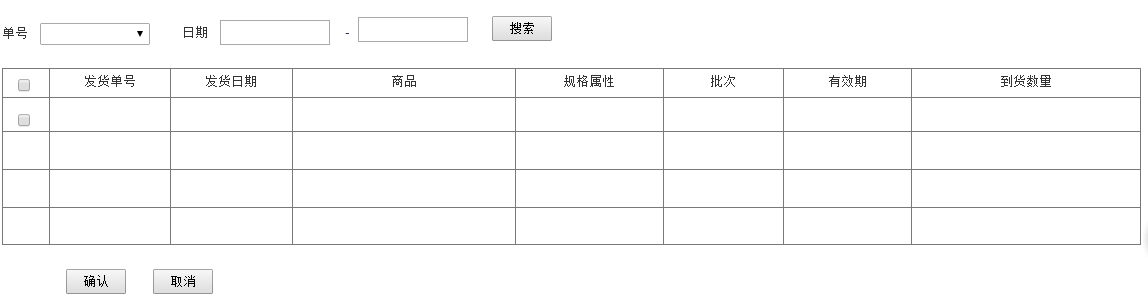 单号 日期 - 搜索
发货单号 发货日期 商品 规格属性 批次 有效期 到货数量
确认 取消